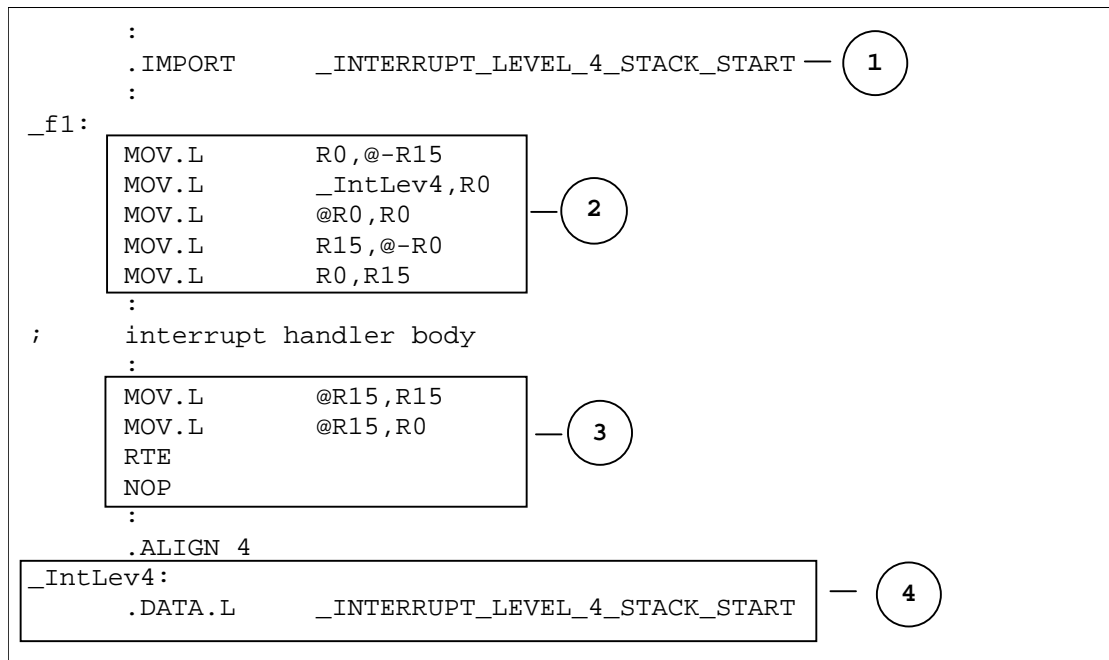 :
.IMPORT _INTERRUPT_LEVEL_4_STACK_START 1
:
_f1:
MOV.L R0,@-R15
MOV.L _IntLev4,R0
MOV.L @R0,R0 2
MOV.L R15,@-R0
MOV.L R0,R15
:
; interrupt handler body
:
MOV.L @R15,R15
MOV.L @R15,R0 3
RTE
NOP
:
.ALIGN 4
_IntLev4:
.DATA.L _INTERRUPT_LEVEL_4_STACK_START 4